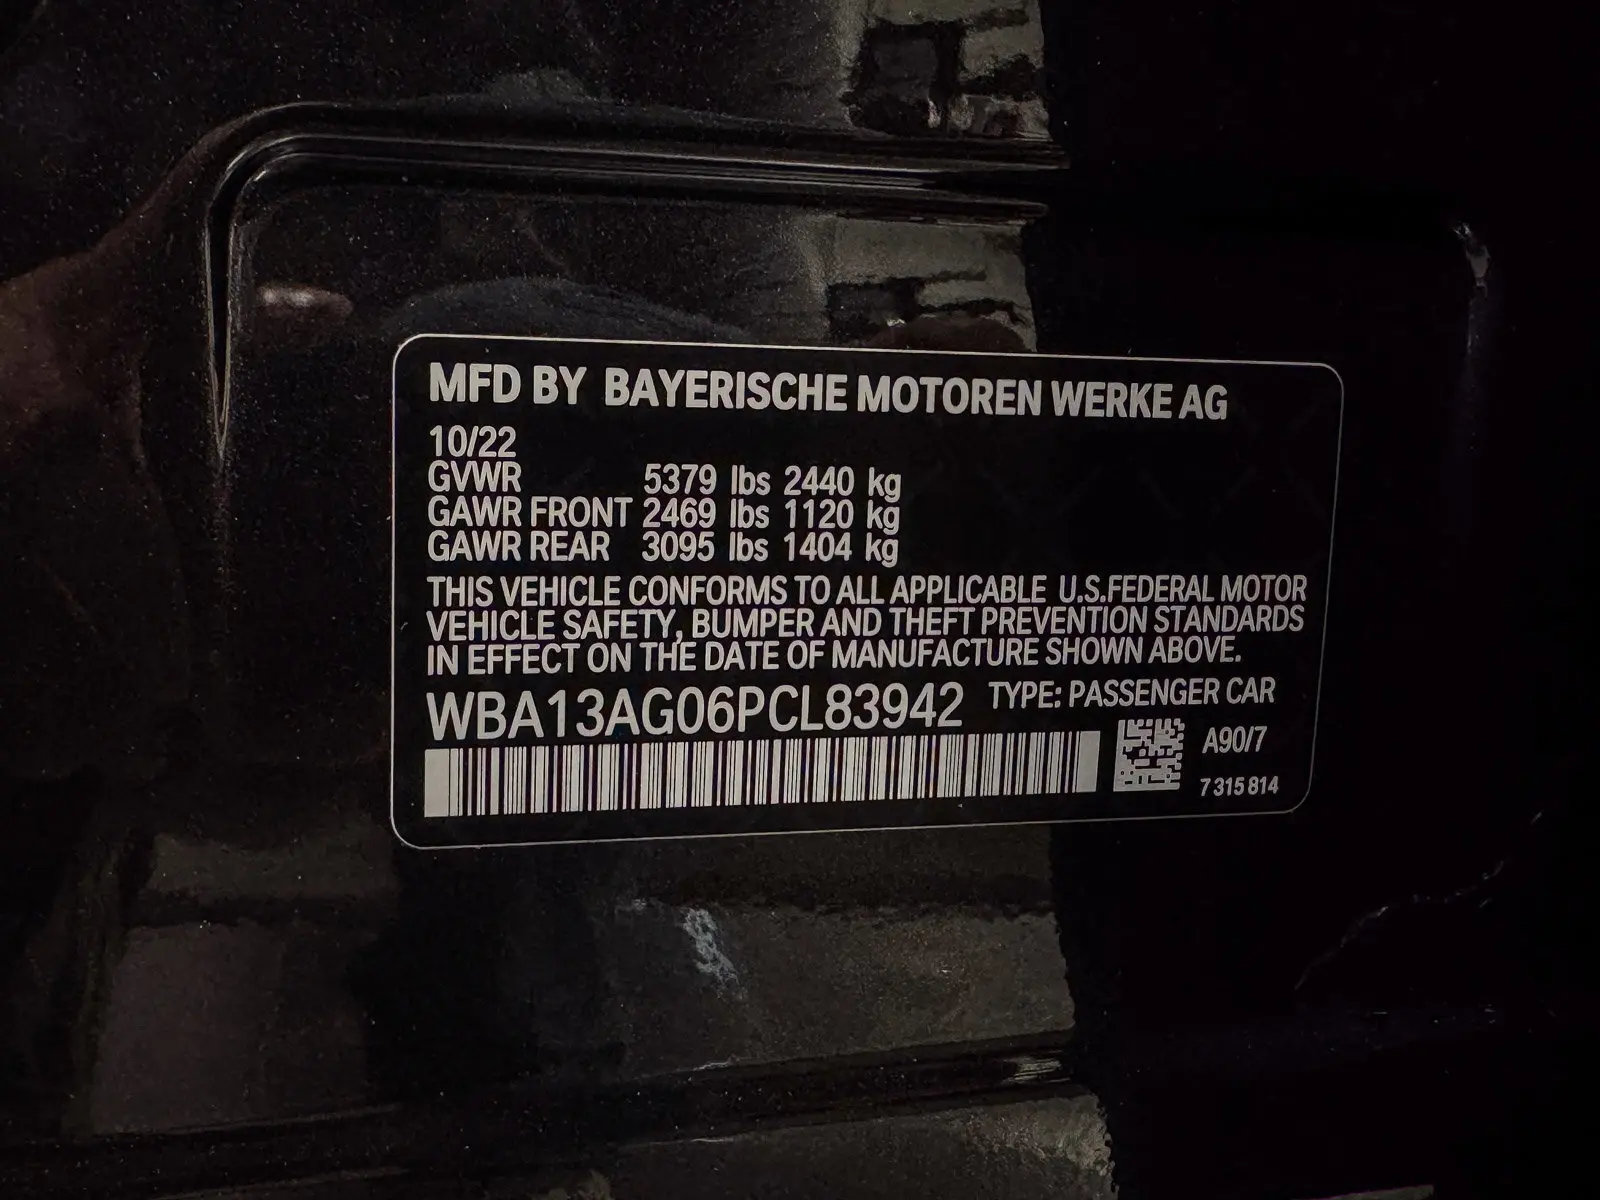 MFD BY BAYERISCHE MOTOREN WERKE AG
10/22
GVWR 5379 lbs 2440 kg
GAWR FRONT 2469 lbs 1120 kg
GAWR REAR 3095 lbs 1404 kg
THIS VEHICLE CONFORMS TO ALL APPLICABLE U.S.FEDERAL MOTOR
VEHICLE SAFETY, BUMPER AND THEFT PREVENTION STANDARDS
IN EFFECT ON THE DATE OF MANUFACTURE SHOWN ABOVE.
WBA13AG06PCL83942 TYPE: PASSENGER CAR
A90/7
7 315 814